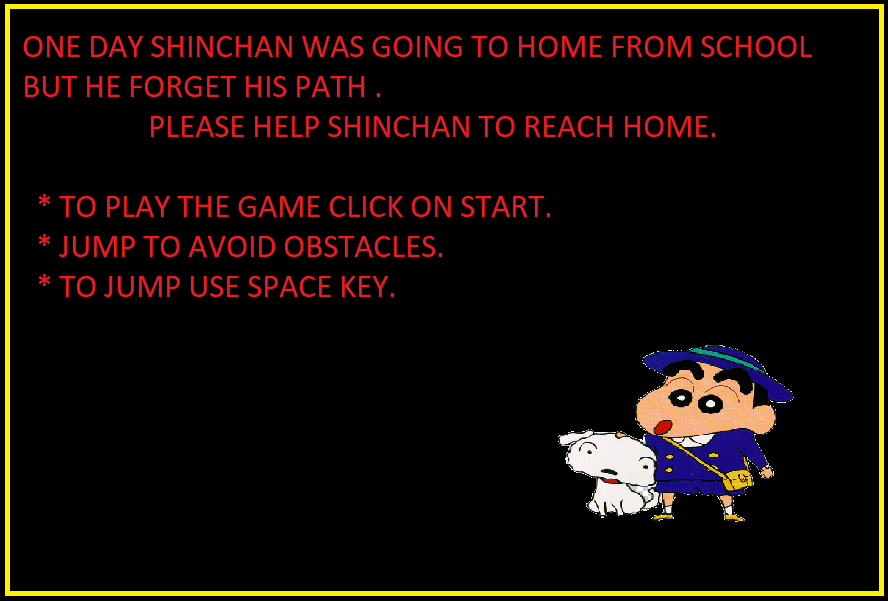 ONE DAY SHINCHAN WAS GOING TO HOME FROM SCHOOL
BUT HE FORGET HIS PATH .
PLEASE HELP SHINCHAN TO REACH HOME.
* TO PLAY THE GAME CLICK ON START.
* JUMP TO AVOID OBSTACLES.
* TO JUMP USE SPACE KEY.